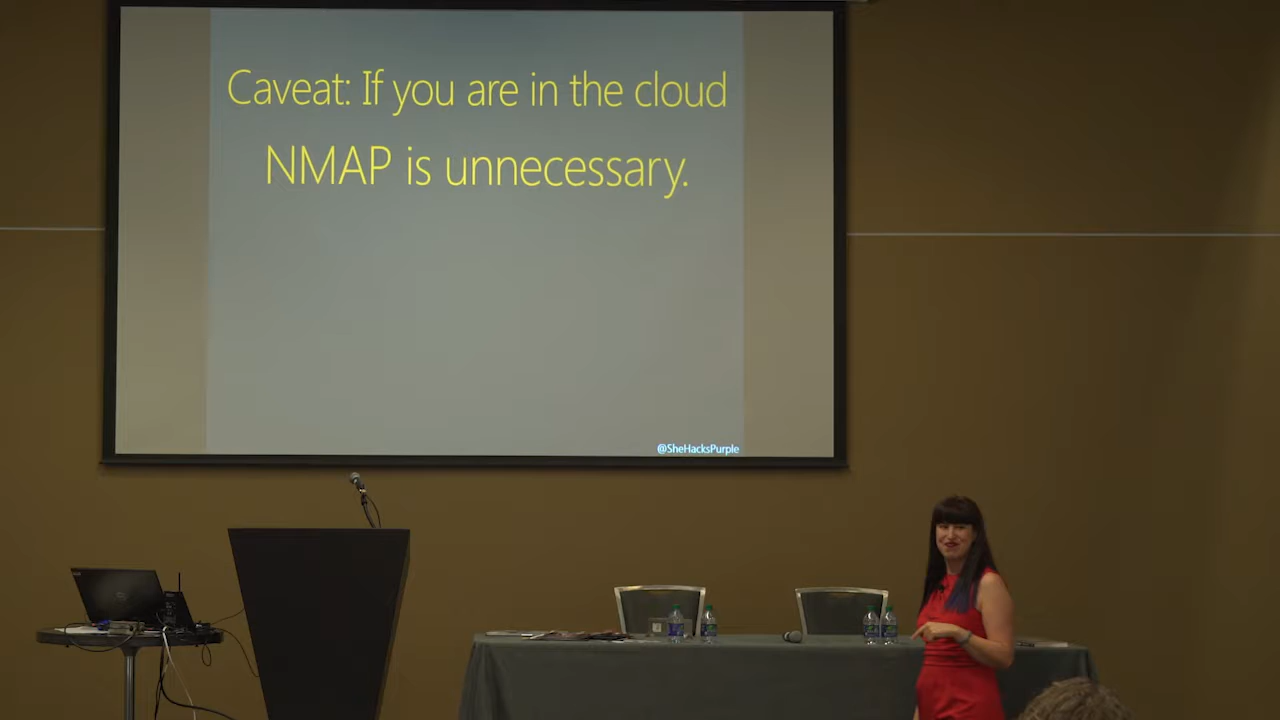 Caveat: If you are in the cloud
NMAP is unnecessary.
@SheHacksPurple